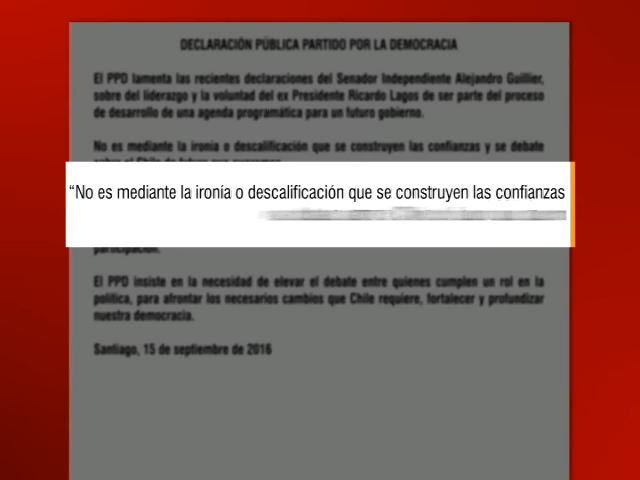 DECLARACIÓN PÚBLICA PARTIDO POR LA DEMOCRACIA
El PPD lamenta las recientes declaraciones del Senador Independiente Alejandro Guillier,
sobre del liderazgo y la voluntad del ex Presidente Ricardo Lagos de ser parte del proceso
de desarrollo de una agenda programática para un futuro gobierno.
No es mediante la ironía o descalificación que se construyen las confianzas y se debate
“No es mediante la ironía o descalificación que se construyen las confianzas
participación.
El PPD insiste en la necesidad de elevar el debate entre quienes cumplen un rol en la
política, para afrontar los necesarios cambios que Chile requiere, fortalecer y profundizar
nuestra democracia.
Santiago, 15 de septiembre de 2016